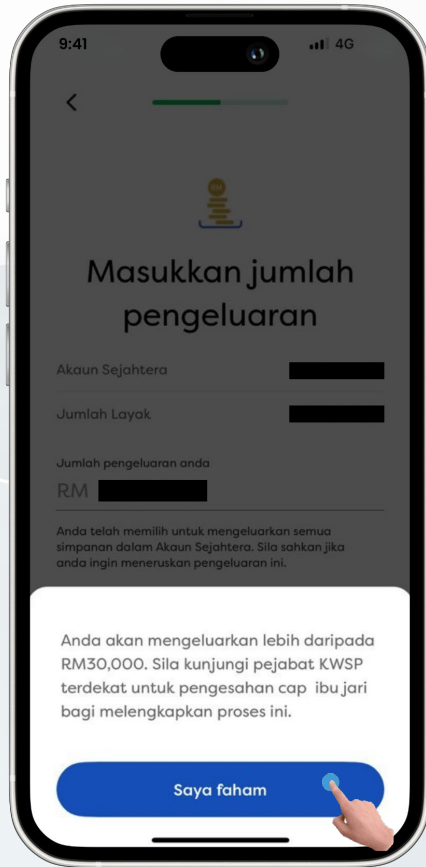 9:41
4G
RM
Masukkan jumlah
pengeluaran
Akaun Sejahtera
Jumlah Layak
Jumlah pengeluaran anda
RM
Anda telah memilih untuk mengeluarkan semua
simpanan dalam Akaun Sejahtera. Sila sahkan jika
anda ingin meneruskan pengeluaran ini.
Anda akan mengeluarkan lebih daripada
RM30,000. Sila kunjungi pejabat KWSP
terdekat untuk pengesahan cap ibu jari
bagi melengkapkan proses ini.
Saya faham